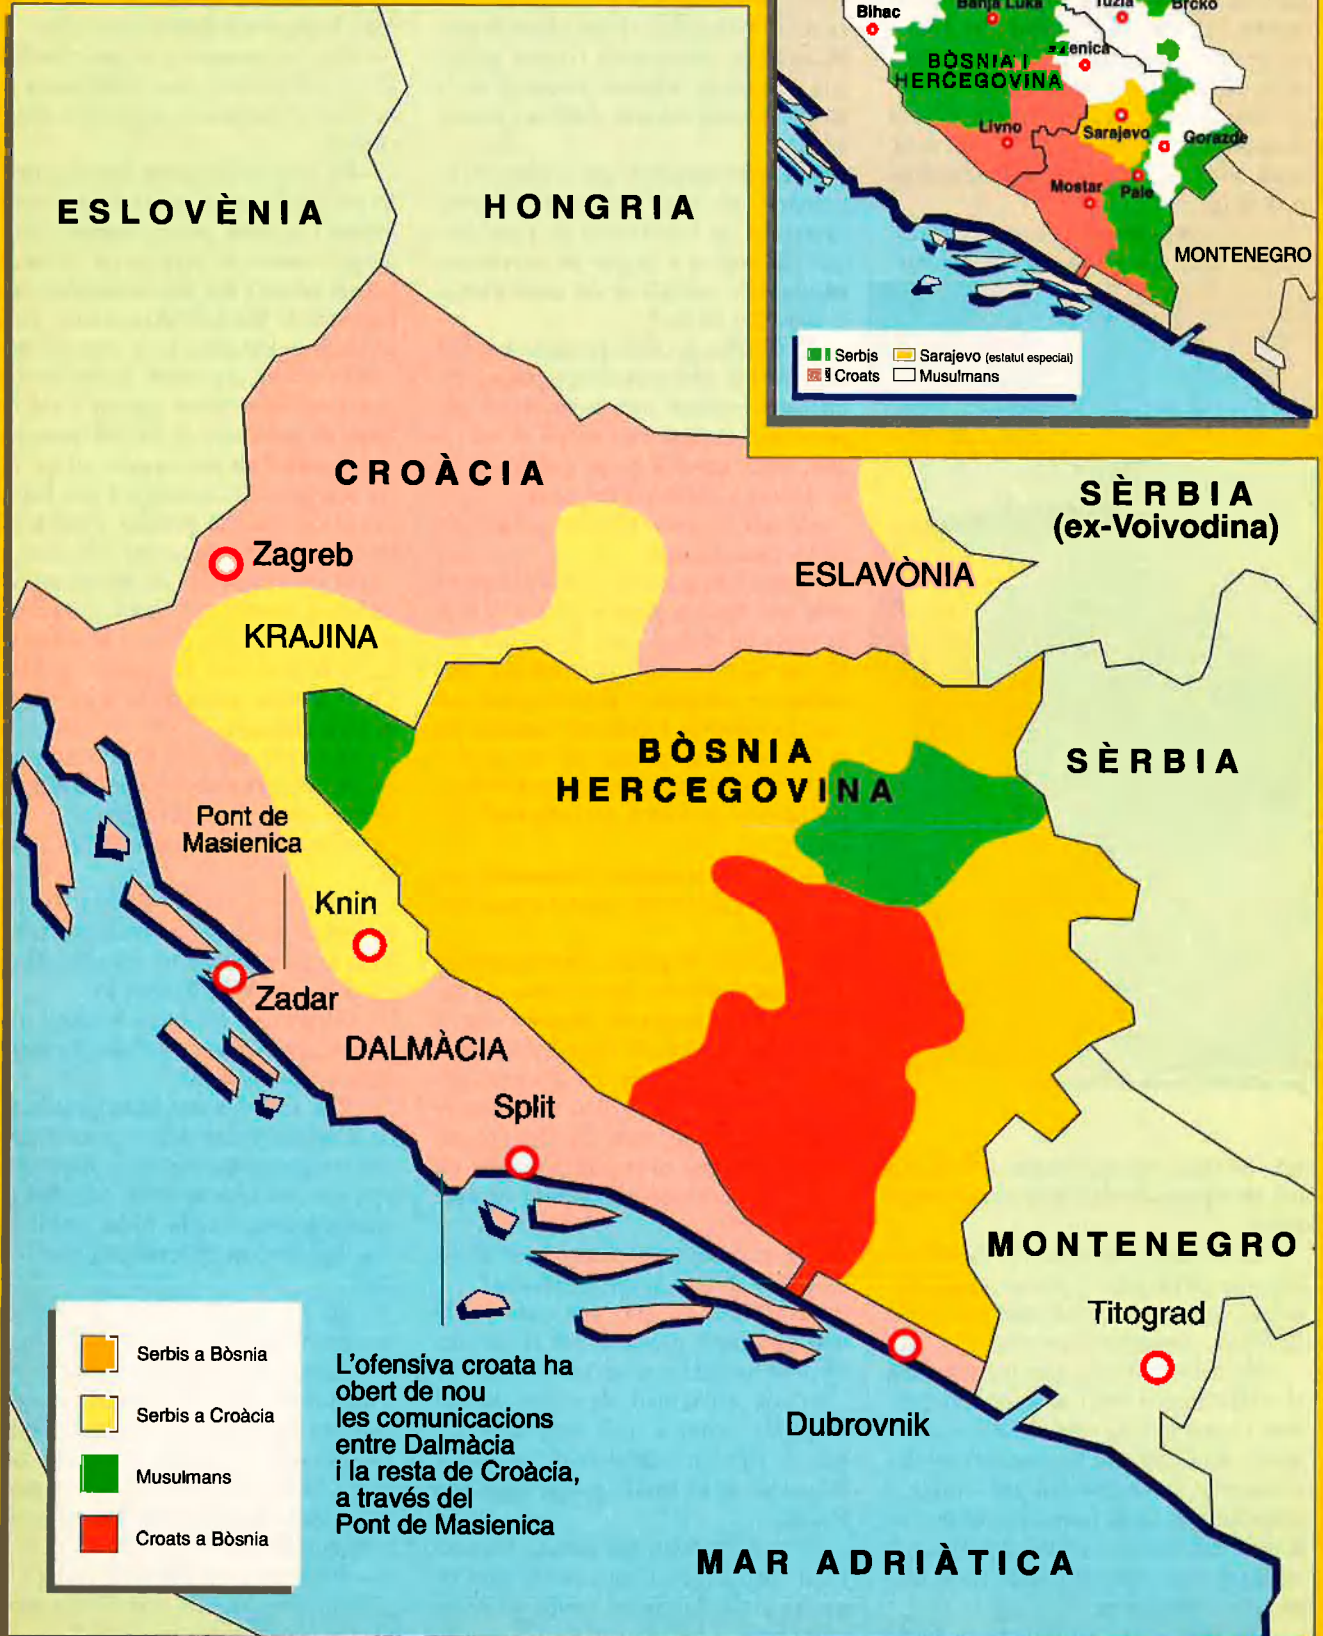 Bihac
Banja Luka
Tuzla
Brcko
enica
BÒSNIA I
HERCEGOVINA
Livno
Sarajevo
Gorazde
Mostar
Pale
MONTENEGRO
Serbis
Sarajevo (estatut especial)
Croats
Musulmans
ESLOVÈNIA
HONGRIA
CROÀCIA
SÈRBIA
(ex-Voivodina)
Zagreb
ESLAVÒNIA
KRAJINA
BÒSNIA
HERCEGOVINA
SÈRBIA
Pont de
Masienica
Knin
Zadar
DALMÀCIA
Split
MONTENEGRO
Titograd
Dubrovnik
Serbis a Bòsnia
Serbis a Croàcia
Musulmans
Croats a Bòsnia
L'ofensiva croata ha
obert de nou
les comunicacions
entre Dalmàcia
i la resta de Croàcia,
a través del
Pont de Masienica
MAR ADRIÀTICA